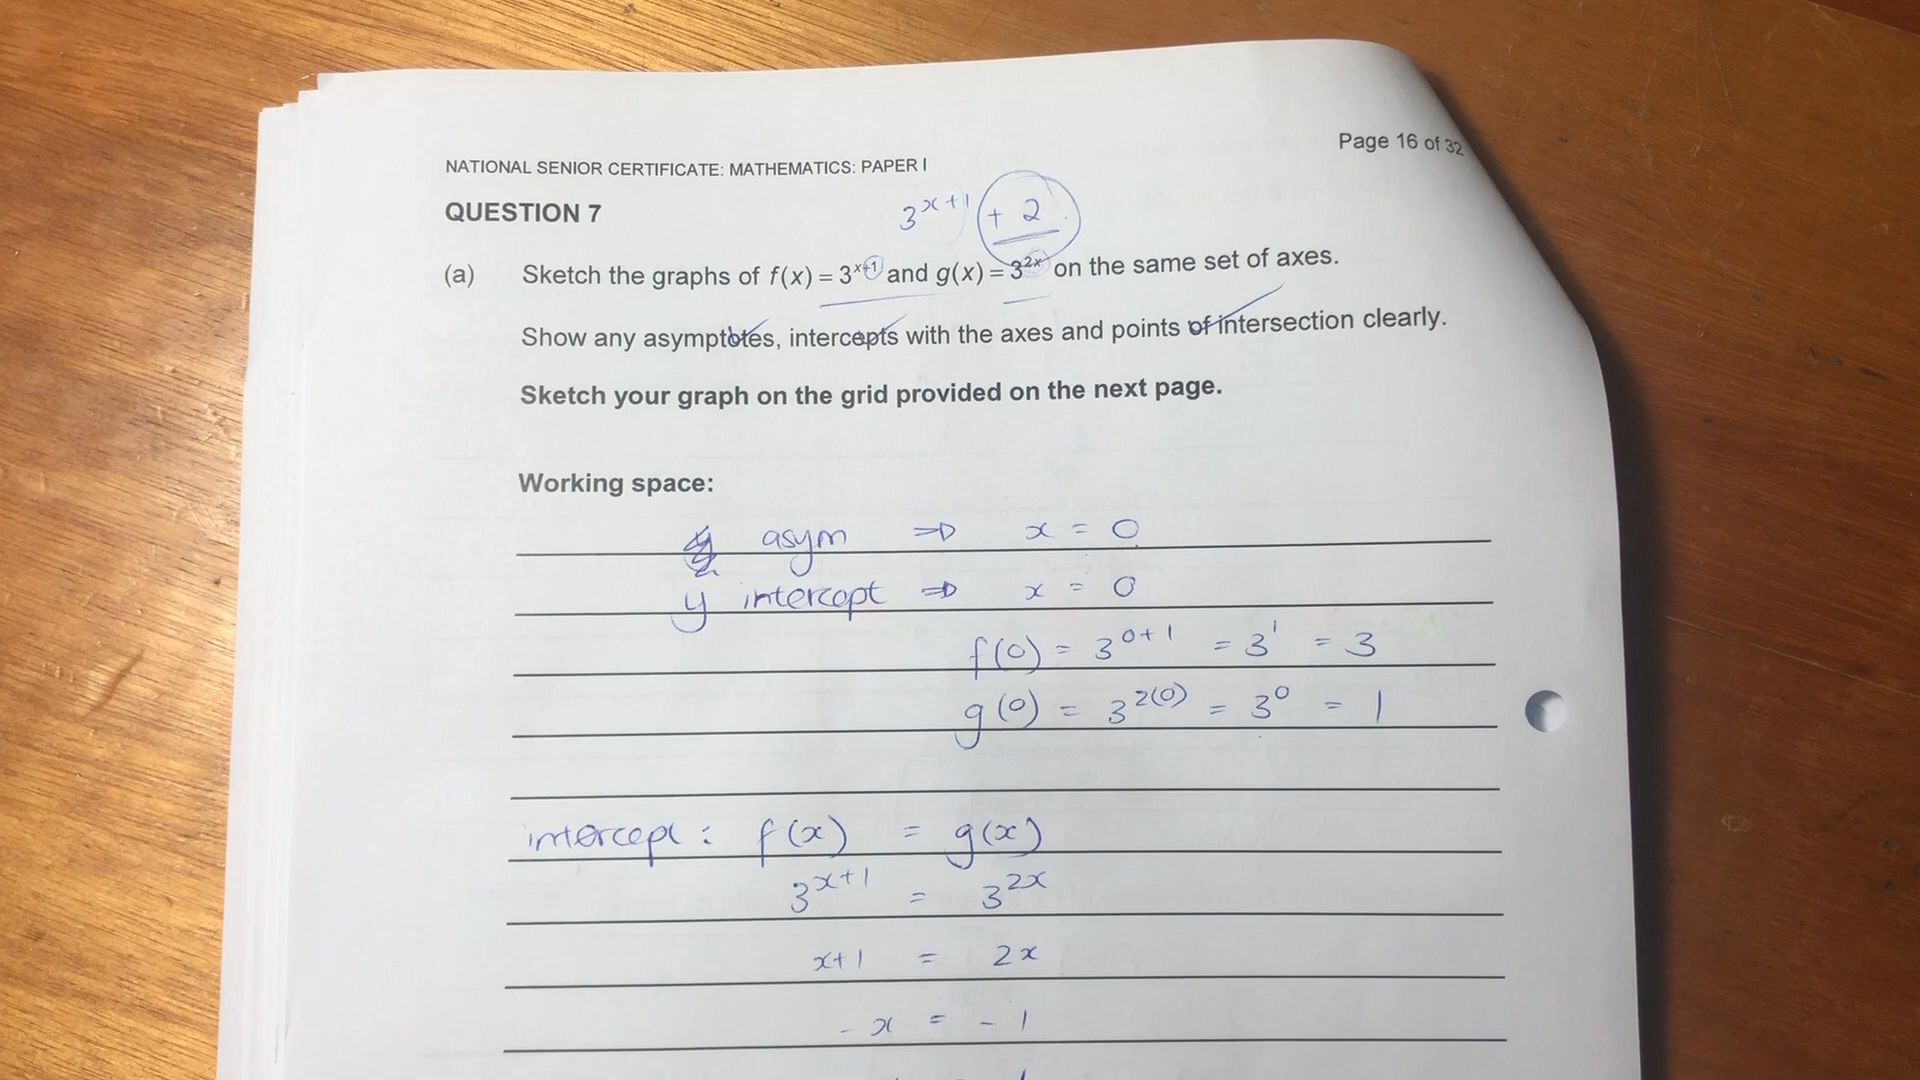 Page 16 of 32
NATIONAL SENIOR CERTIFICATE: MATHEMATICS: PAPER I
QUESTION 7
3^{x+1} + 2
(a) Sketch the graphs of f(x) = 3^{x+1} and g(x) = 3^{2x} on the same set of axes.
Show any asymptotes, intercepts with the axes and points of intersection clearly.
Sketch your graph on the grid provided on the next page.
Working space:
asym ⇒ x = 0
y intercept ⇒ x = 0
f(0) = 3^{0+1} = 3^1 = 3
g(0) = 3^{2(0)} = 3^0 = 1
intercept : f(x) = g(x)
3^{x+1} = 3^{2x}
x+1 = 2x
-x = -1